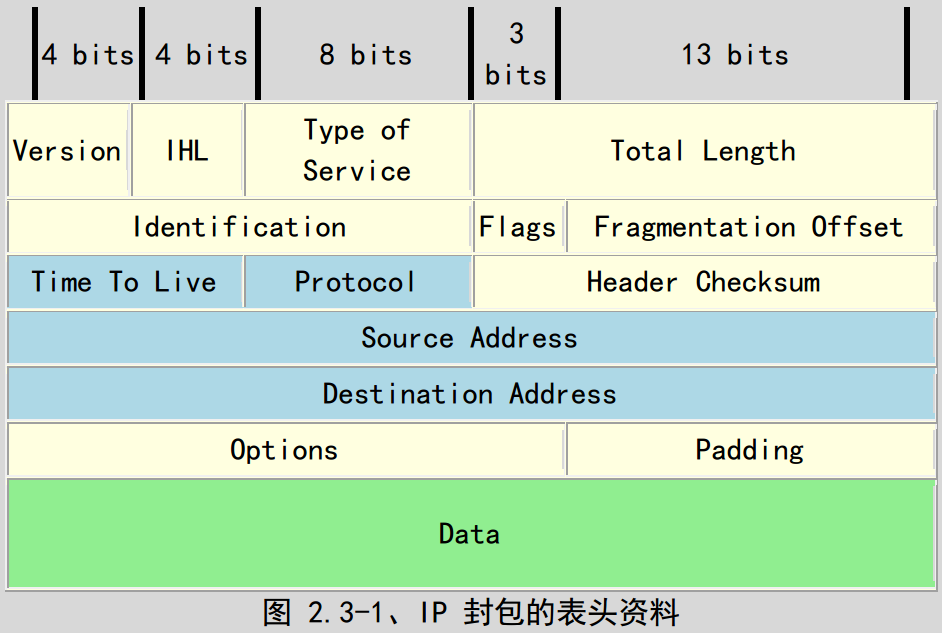 4 bits 4 bits 8 bits 3 bits 13 bits
Version IHL Type of Service Total Length
Identification Flags Fragmentation Offset
Time To Live Protocol Header Checksum
Source Address
Destination Address
Options Padding
Data
图 2.3-1、IP 封包的表头资料